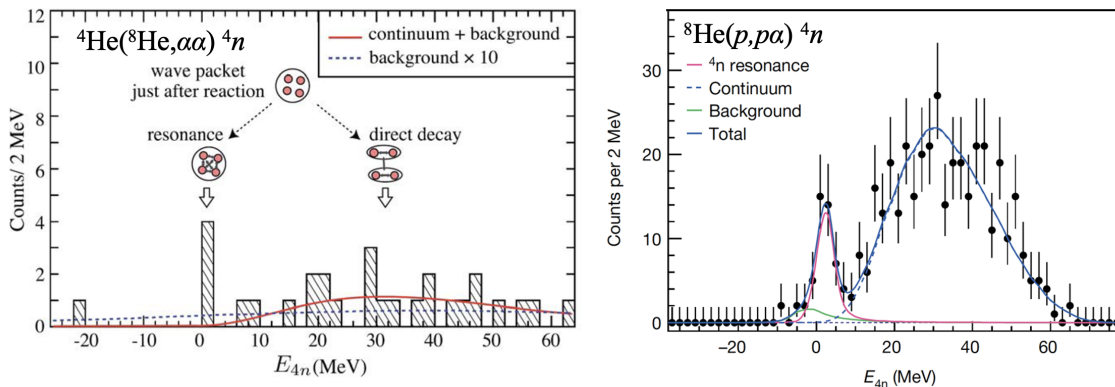 ⁴He(⁸He,αα) ⁴n
continuum + background
background × 10
wave packet
just after reaction
resonance
direct decay
Counts/ 2 MeV
12
10
8
6
4
2
0
-20
-10
0
10
20
30
40
50
60
E₄ₙ (MeV)
⁸He(p,pα) ⁴n
⁴n resonance
Continuum
Background
Total
Counts per 2 MeV
30
20
10
0
−20
0
20
40
60
E₄ₙ (MeV)